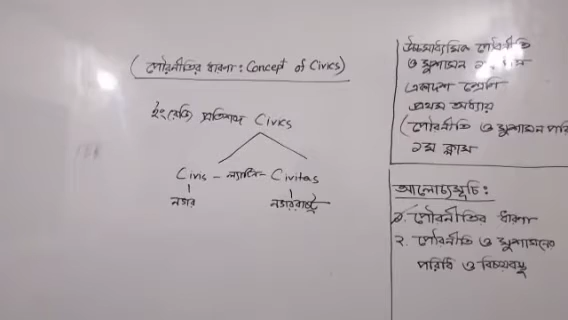 (পৌরনীতির ধারণা : Concept of Civics)
ইং(রেজি) প্রতিশব্দ Civics
Civis – ল্যাটিন – Civitas
নগর নগররাষ্ট্র
উচ্চমাধ্যমিক পৌরনীতি
ও সুশাসন
একাদশ শ্রেণি
প্রথম অধ্যায়
(পৌরনীতি ও সুশাসন পরি
১ম ক্লাস
আলোচ্যসূচি :
১. পৌরনীতির ধারণা
২. পৌরনীতি ও সুশাসনের
পরিধি ও বিষয়বস্তু